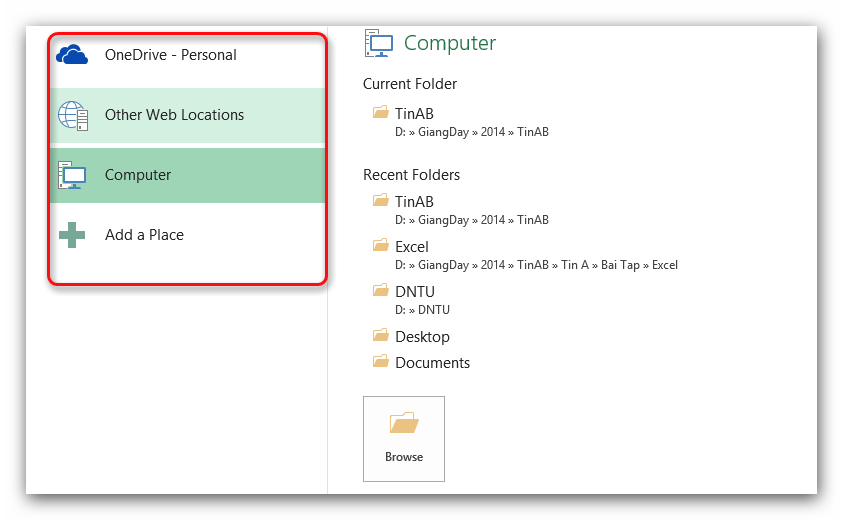 OneDrive - Personal
Other Web Locations
Computer
Add a Place
Computer
Current Folder
TinAB
D: » GiangDay » 2014 » TinAB
Recent Folders
TinAB
D: » GiangDay » 2014 » TinAB
Excel
D: » GiangDay » 2014 » TinAB » Tin A » Bai Tap » Excel
DNTU
D: » DNTU
Desktop
Documents
Browse